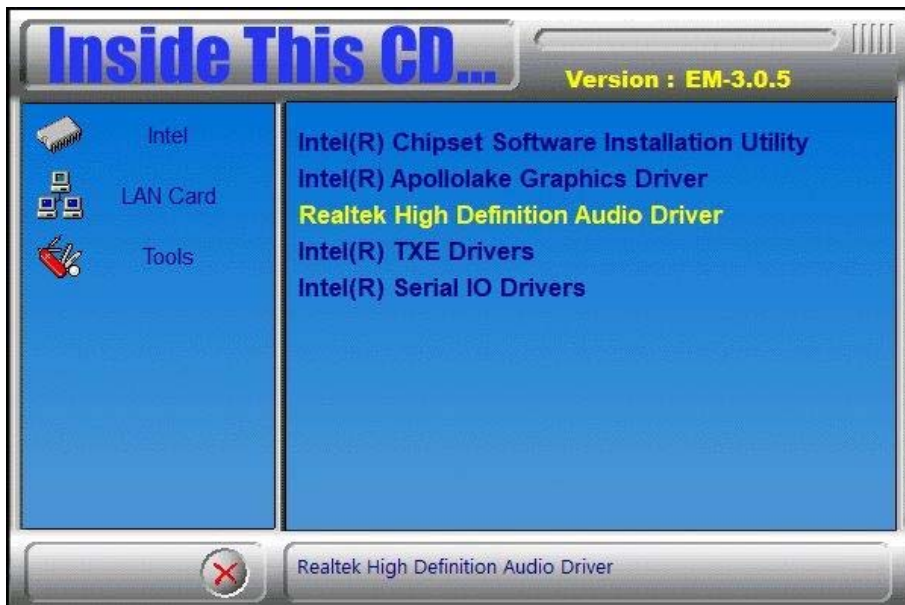 Inside This CD...
Version : EM-3.0.5
Intel
LAN Card
Tools
Intel(R) Chipset Software Installation Utility
Intel(R) Apollolake Graphics Driver
Realtek High Definition Audio Driver
Intel(R) TXE Drivers
Intel(R) Serial IO Drivers
Realtek High Definition Audio Driver